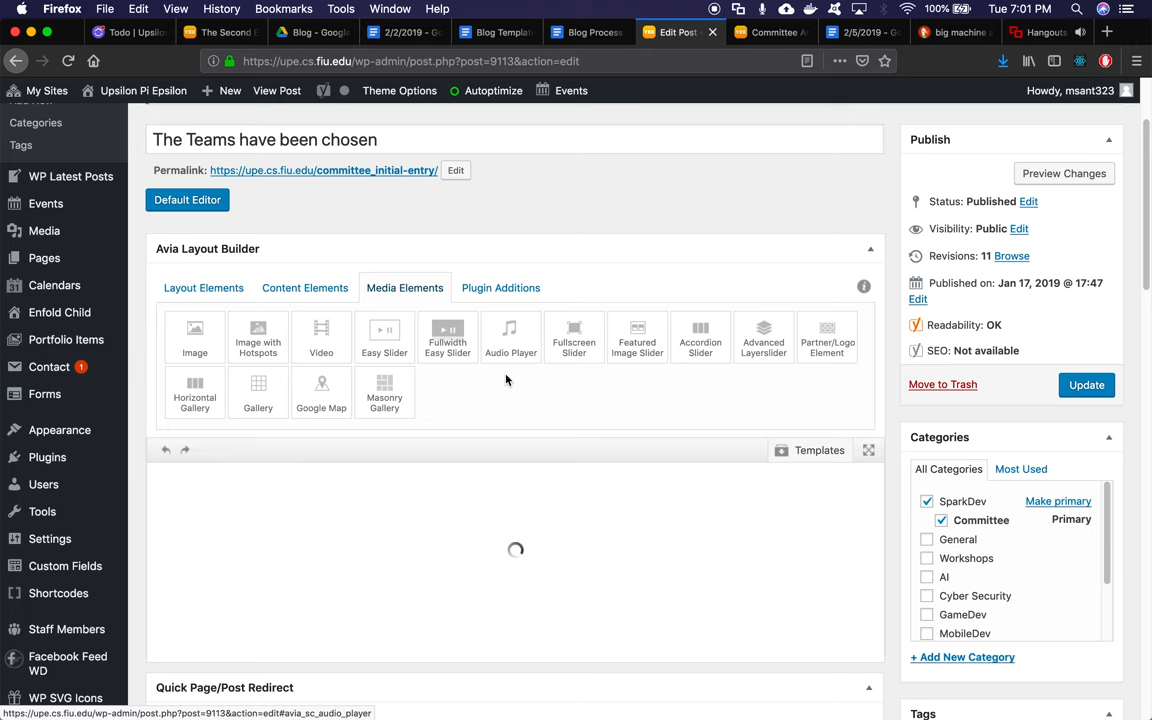 Firefox File Edit View History Bookmarks Tools Window Help 100% Tue 7:01 PM
Todo | Upsilon The Second E Blog - Google 2/2/2019 - Go Blog Template Blog Process Edit Post Committee Ar 2/5/2019 - Go big machine a Hangouts
https://upe.cs.fiu.edu/wp-admin/post.php?post=9113&action=edit
My Sites Upsilon Pi Epsilon New View Post Theme Options Autoptimize Events Howdy, msant323
Categories
Tags
WP Latest Posts
Events
Media
Pages
Calendars
Enfold Child
Portfolio Items
Contact 1
Forms
Appearance
Plugins
Users
Tools
Settings
Custom Fields
Shortcodes
Staff Members
Facebook Feed
WD
WP SVG Icons
The Teams have been chosen
Permalink: https://upe.cs.fiu.edu/committee_initial-entry/ Edit
Default Editor
Avia Layout Builder
Layout Elements Content Elements Media Elements Plugin Additions
Image
Image with
Hotspots
Video
Easy Slider
Fullwidth
Easy Slider
Audio Player
Fullscreen
Slider
Featured
Image Slider
Accordion
Slider
Advanced
Layerslider
Partner/Logo
Element
Horizontal
Gallery
Gallery
Google Map
Masonry
Gallery
Templates
Quick Page/Post Redirect
Publish
Preview Changes
Status: Published Edit
Visibility: Public Edit
Revisions: 11 Browse
Published on: Jan 17, 2019 @ 17:47
Edit
Readability: OK
SEO: Not available
Move to Trash Update
Categories
All Categories Most Used
SparkDev Make primary
Committee Primary
General
Workshops
AI
Cyber Security
GameDev
MobileDev
+ Add New Category
Tags
https://upe.cs.fiu.edu/wp-admin/post.php?post=9113&action=edit#avia_sc_audio_player